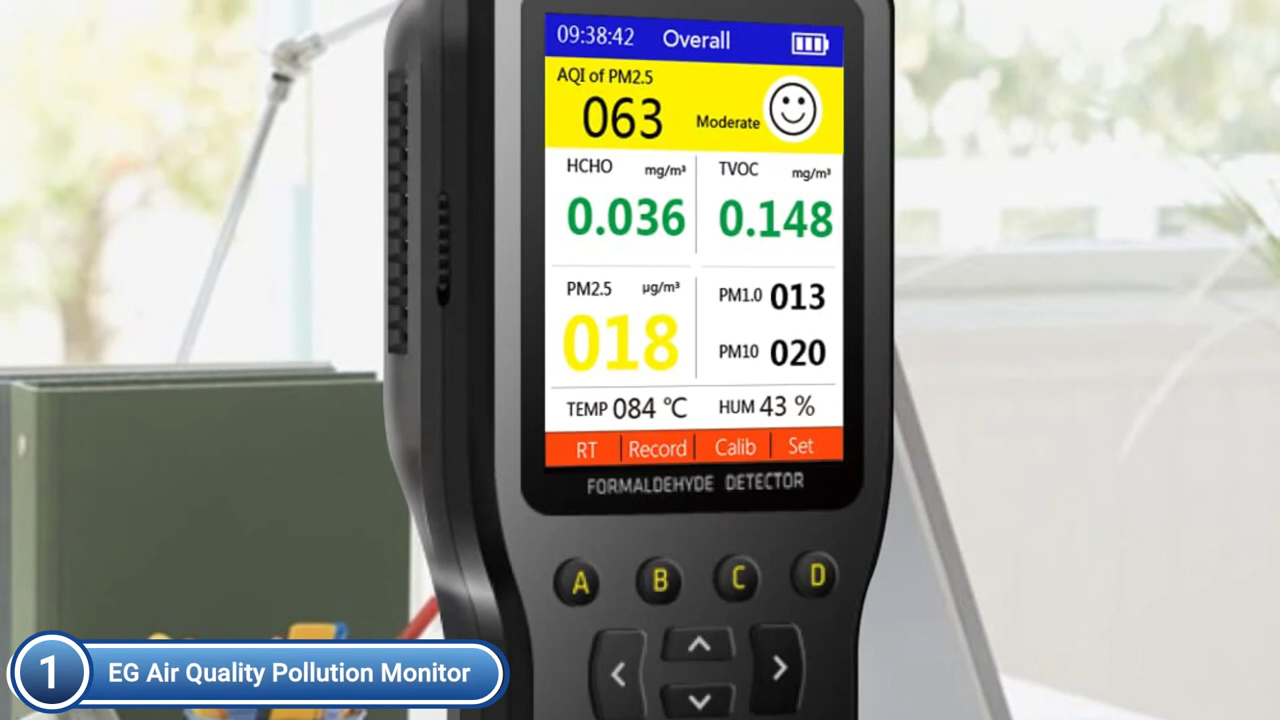 09:38:42 Overall
AQI of PM2.5
063 Moderate
HCHO mg/m³ TVOC mg/m³
0.036 0.148
PM2.5 µg/m³ PM1.0 013
018 PM10 020
TEMP 084 ℃ HUM 43 %
RT Record Calib Set
FORMALDEHYDE DETECTOR
A B C D
1 EG Air Quality Pollution Monitor